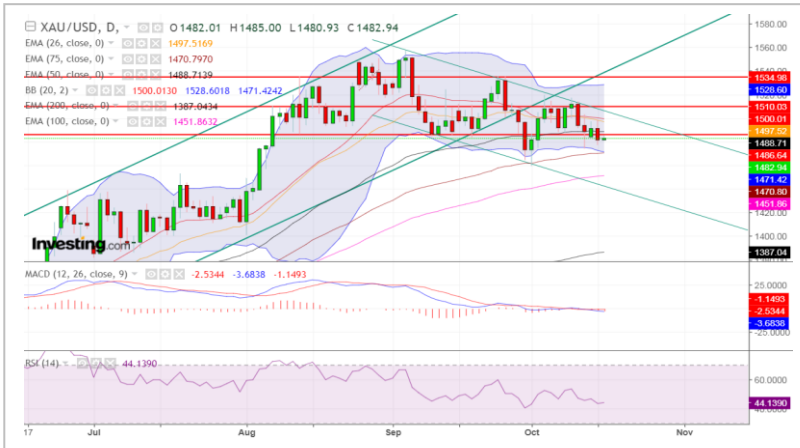 XAU/USD, D, O1482.01 H1485.00 L1480.93 C1482.94
EMA (26, close, 0) 1497.5169
EMA (75, close, 0) 1470.7970
EMA (50, close, 0) 1488.7139
BB (20, 2) 1500.0130 1528.6018 1471.4242
EMA (200, close, 0) 1387.0434
EMA (100, close, 0) 1451.8632
1580.00
1560.00
1534.98
1528.60
1510.03
1500.01
1497.52
1488.71
1486.64
1482.94
1471.42
1470.80
1451.86
1420.00
1400.00
1387.04
Investing.com
MACD (12, 26, close, 9) -2.5344 -3.6838 -1.1493
25.0000
-1.1493
-2.5344
-3.6838
RSI (14) 44.1390
60.0000
44.1390
17 Jul Aug Sep Oct Nov